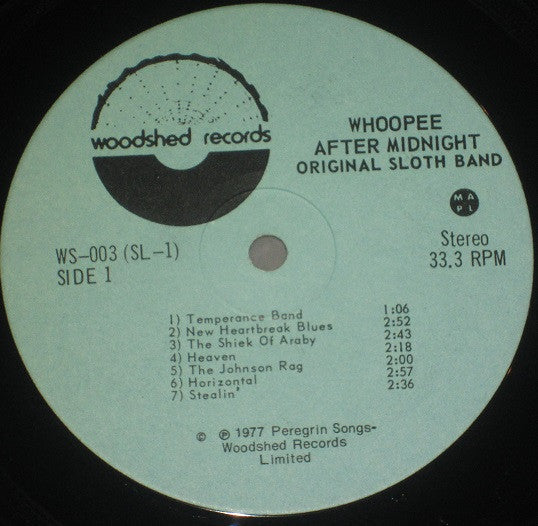 woodshed records
WHOOPEE
AFTER MIDNIGHT
ORIGINAL SLOTH BAND
M A
P L
WS-003 (SL-1)
SIDE 1
Stereo
33.3 RPM
1) Temperance Band 1:06
2) New Heartbreak Blues 2:52
3) The Shiek Of Araby 2:43
4) Heaven 2:18
5) The Johnson Rag 2:00
6) Horizontal 2:57
7) Stealin' 2:36
© ℗ 1977 Peregrin Songs-
Woodshed Records
Limited